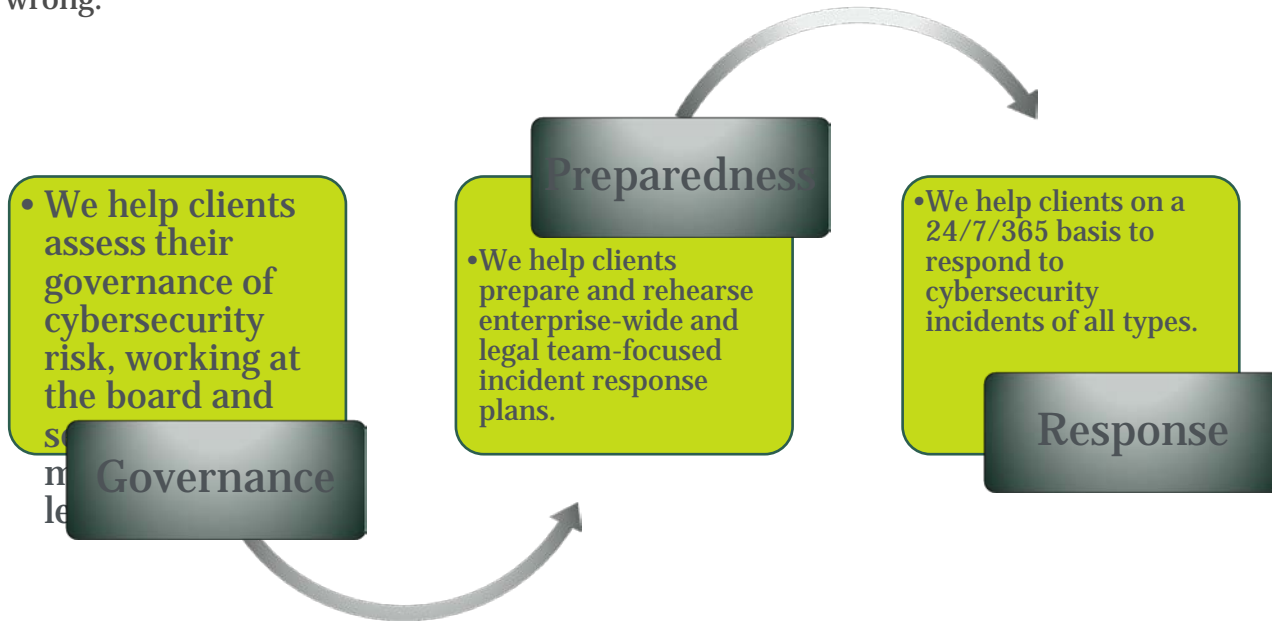 wrong.
• We help clients
assess their
governance of
cybersecurity
risk, working at
the board and
Governance
Preparedness
•We help clients
prepare and rehearse
enterprise-wide and
legal team-focused
incident response
plans.
•We help clients on a
24/7/365 basis to
respond to
cybersecurity
incidents of all types.
Response